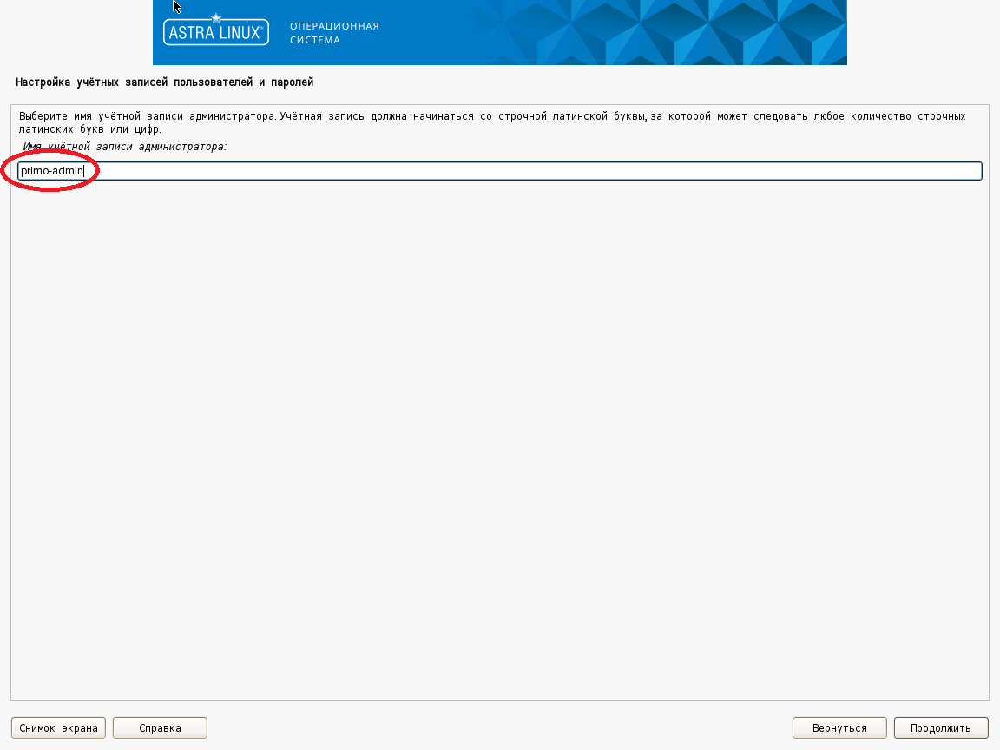 ASTRA LINUX®
ОПЕРАЦИОННАЯ
СИСТЕМА
Настройка учётных записей пользователей и паролей
Выберите имя учётной записи администратора. Учётная запись должна начинаться со строчной латинской буквы, за которой может следовать любое количество строчных
латинских букв или цифр.
Имя учётной записи администратора:
primo-admin
Снимок экрана
Справка
Вернуться
Продолжить